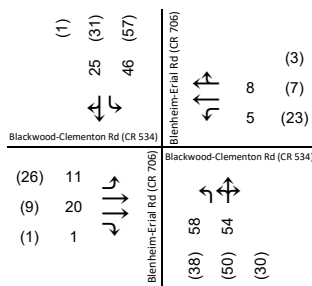 (1) (31) (57)
25 46
Blackwood-Clementon Rd (CR 534)
Blenheim-Erial Rd (CR 706)
(3)
8 (7)
5 (23)
(26) 11
(9) 20
(1) 1
Blenheim-Erial Rd (CR 706)
Blackwood-Clementon Rd (CR 534)
58 54
(38) (50) (30)